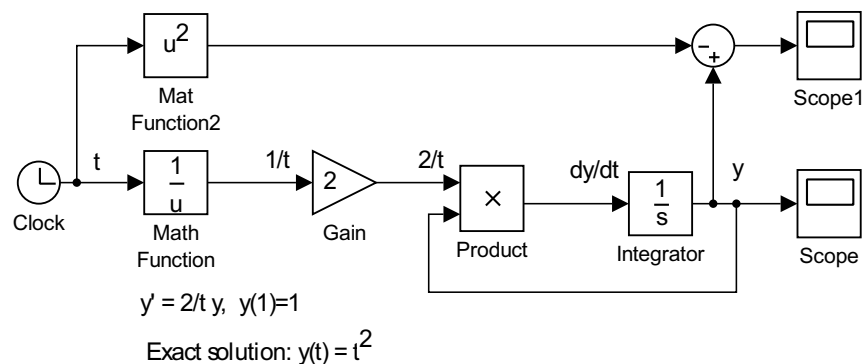 u²
Mat
Function2
Scope1
t
1/t
2/t
dy/dt
y
1
u
2
×
1
s
Clock
Math
Function
Gain
Product
Integrator
Scope
-
+
y' = 2/t y, y(1)=1
Exact solution: y(t) = t²